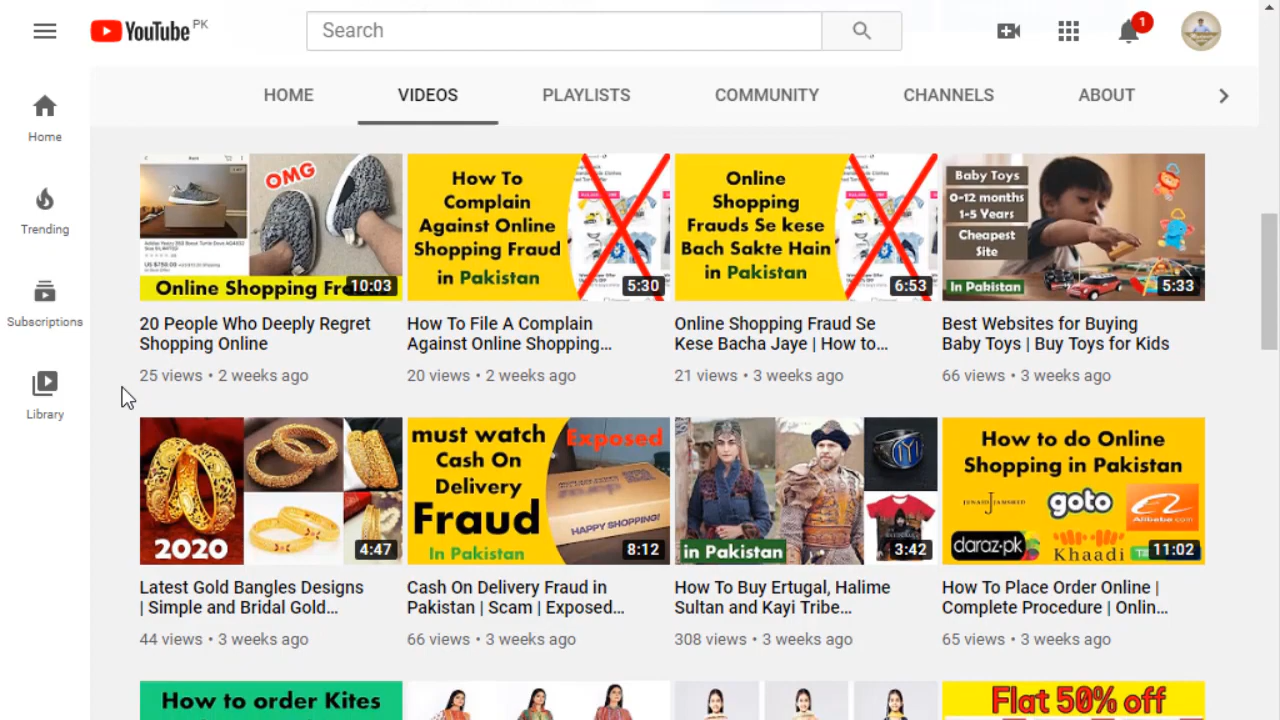 YouTube PK
Search
1
HOME VIDEOS PLAYLISTS COMMUNITY CHANNELS ABOUT
Home
Trending
Subscriptions
Library
OMG
Online Shopping Fr
10:03
20 People Who Deeply Regret
Shopping Online
25 views • 2 weeks ago
How To
Complain
Against Online
Shopping Fraud
in Pakistan
5:30
How To File A Complain
Against Online Shopping...
20 views • 2 weeks ago
Online
Shopping
Frauds Se kese
Bach Sakte Hain
in Pakistan
6:53
Online Shopping Fraud Se
Kese Bacha Jaye | How to...
21 views • 3 weeks ago
Baby Toys
0-12 months
1-5 Years
Cheapest
Site
In Pakistan
5:33
Best Websites for Buying
Baby Toys | Buy Toys for Kids
66 views • 3 weeks ago
2020
4:47
Latest Gold Bangles Designs
| Simple and Bridal Gold...
44 views • 3 weeks ago
must watch
Cash On
Delivery
Fraud
In Pakistan
Exposed
HAPPY SHOPPING!
8:12
Cash On Delivery Fraud in
Pakistan | Scam | Exposed...
66 views • 3 weeks ago
in Pakistan
3:42
How To Buy Ertugal, Halime
Sultan and Kayi Tribe...
308 views • 3 weeks ago
How to do Online
Shopping in Pakistan
JUNAID JAMSHED
goto
Alibaba.com
daraz.pk
Khaadi
11:02
How To Place Order Online |
Complete Procedure | Onlin...
65 views • 3 weeks ago
How to order Kites
Flat 50% off